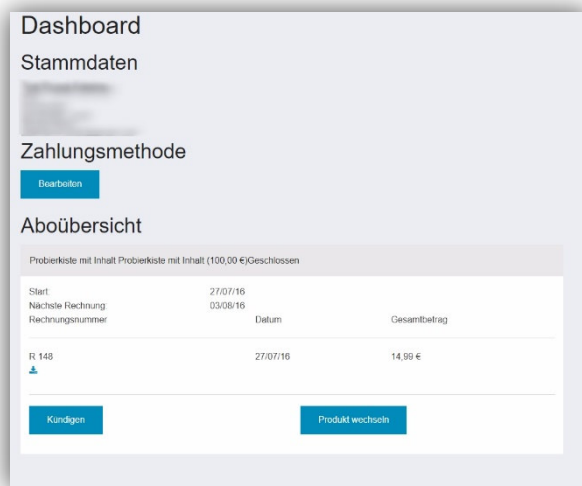 Dashboard
Stammdaten
Zahlungsmethode
Bearbeiten
Aboübersicht
Probierkiste mit Inhalt Probierkiste mit Inhalt (100,00 €)Geschlossen
Start: 27/07/16
Nächste Rechnung: 03/08/16
Rechnungsnummer Datum Gesamtbetrag
R 148 27/07/16 14,99 €
Kündigen Produkt wechseln